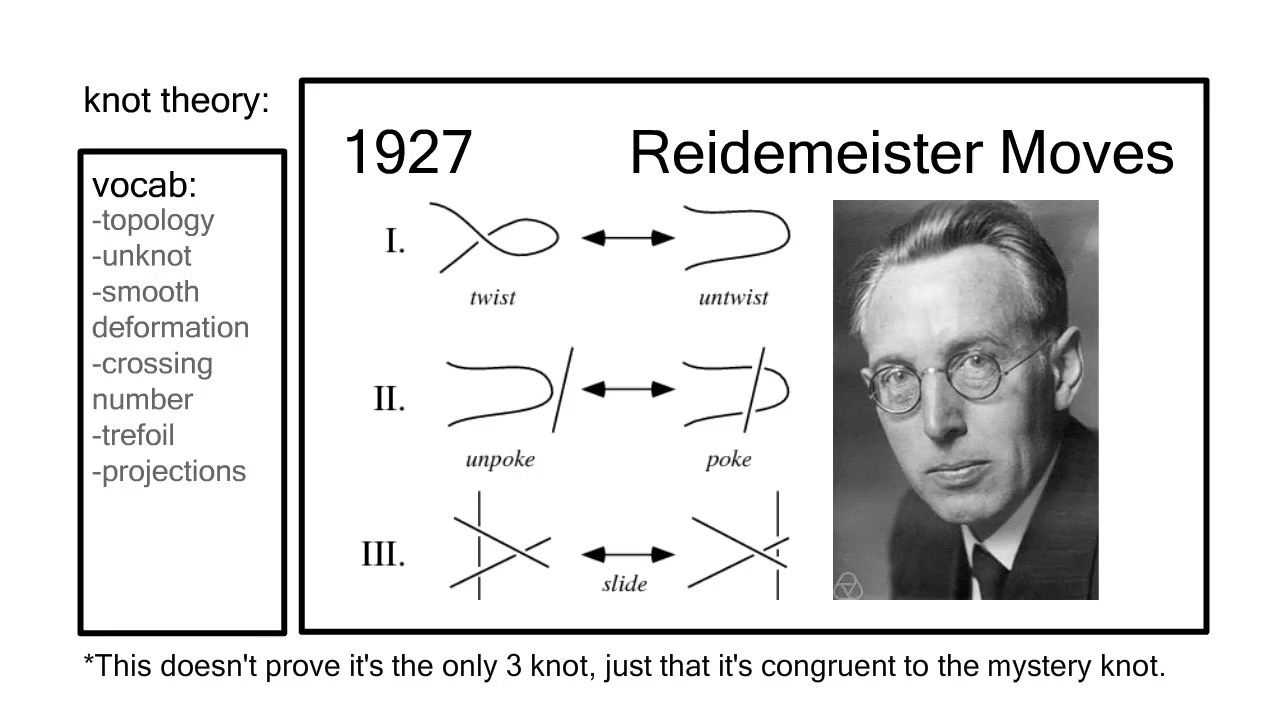 knot theory:
vocab:
-topology
-unknot
-smooth
deformation
-crossing
number
-trefoil
-projections
1927 Reidemeister Moves
I.
twist untwist
II.
unpoke poke
III.
slide
*This doesn't prove it's the only 3 knot, just that it's congruent to the mystery knot.